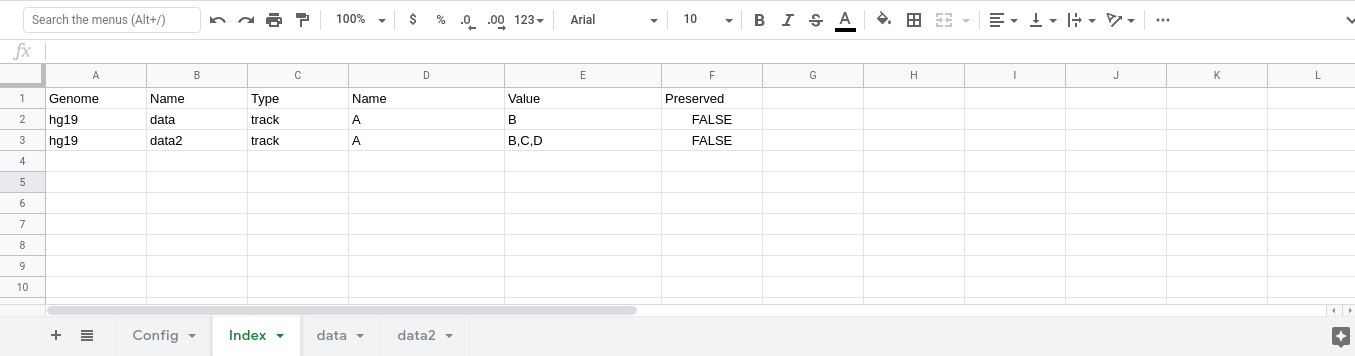 Search the menus (Alt+/) 100% $ % .0 .00 123 Arial 10 B I S A
fx
A B C D E F G H I J K L
1 Genome Name Type Name Value Preserved
2 hg19 data track A B FALSE
3 hg19 data2 track A B,C,D FALSE
4
5
6
7
8
9
10
+ Config Index data data2